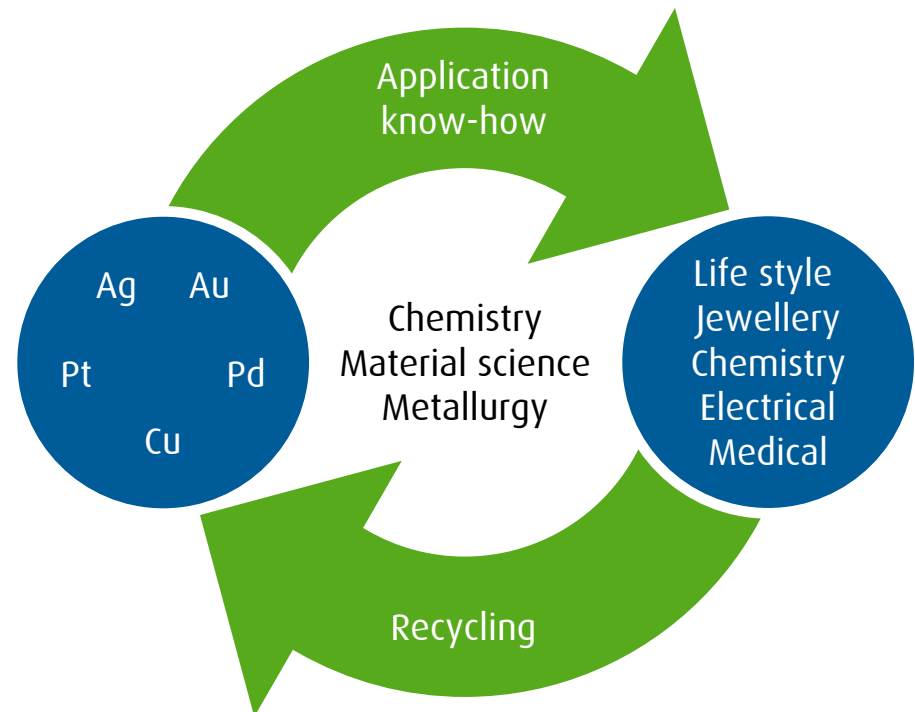 Application
know-how
Ag Au
Pt Pd
Cu
Chemistry
Material science
Metallurgy
Life style
Jewellery
Chemistry
Electrical
Medical
Recycling